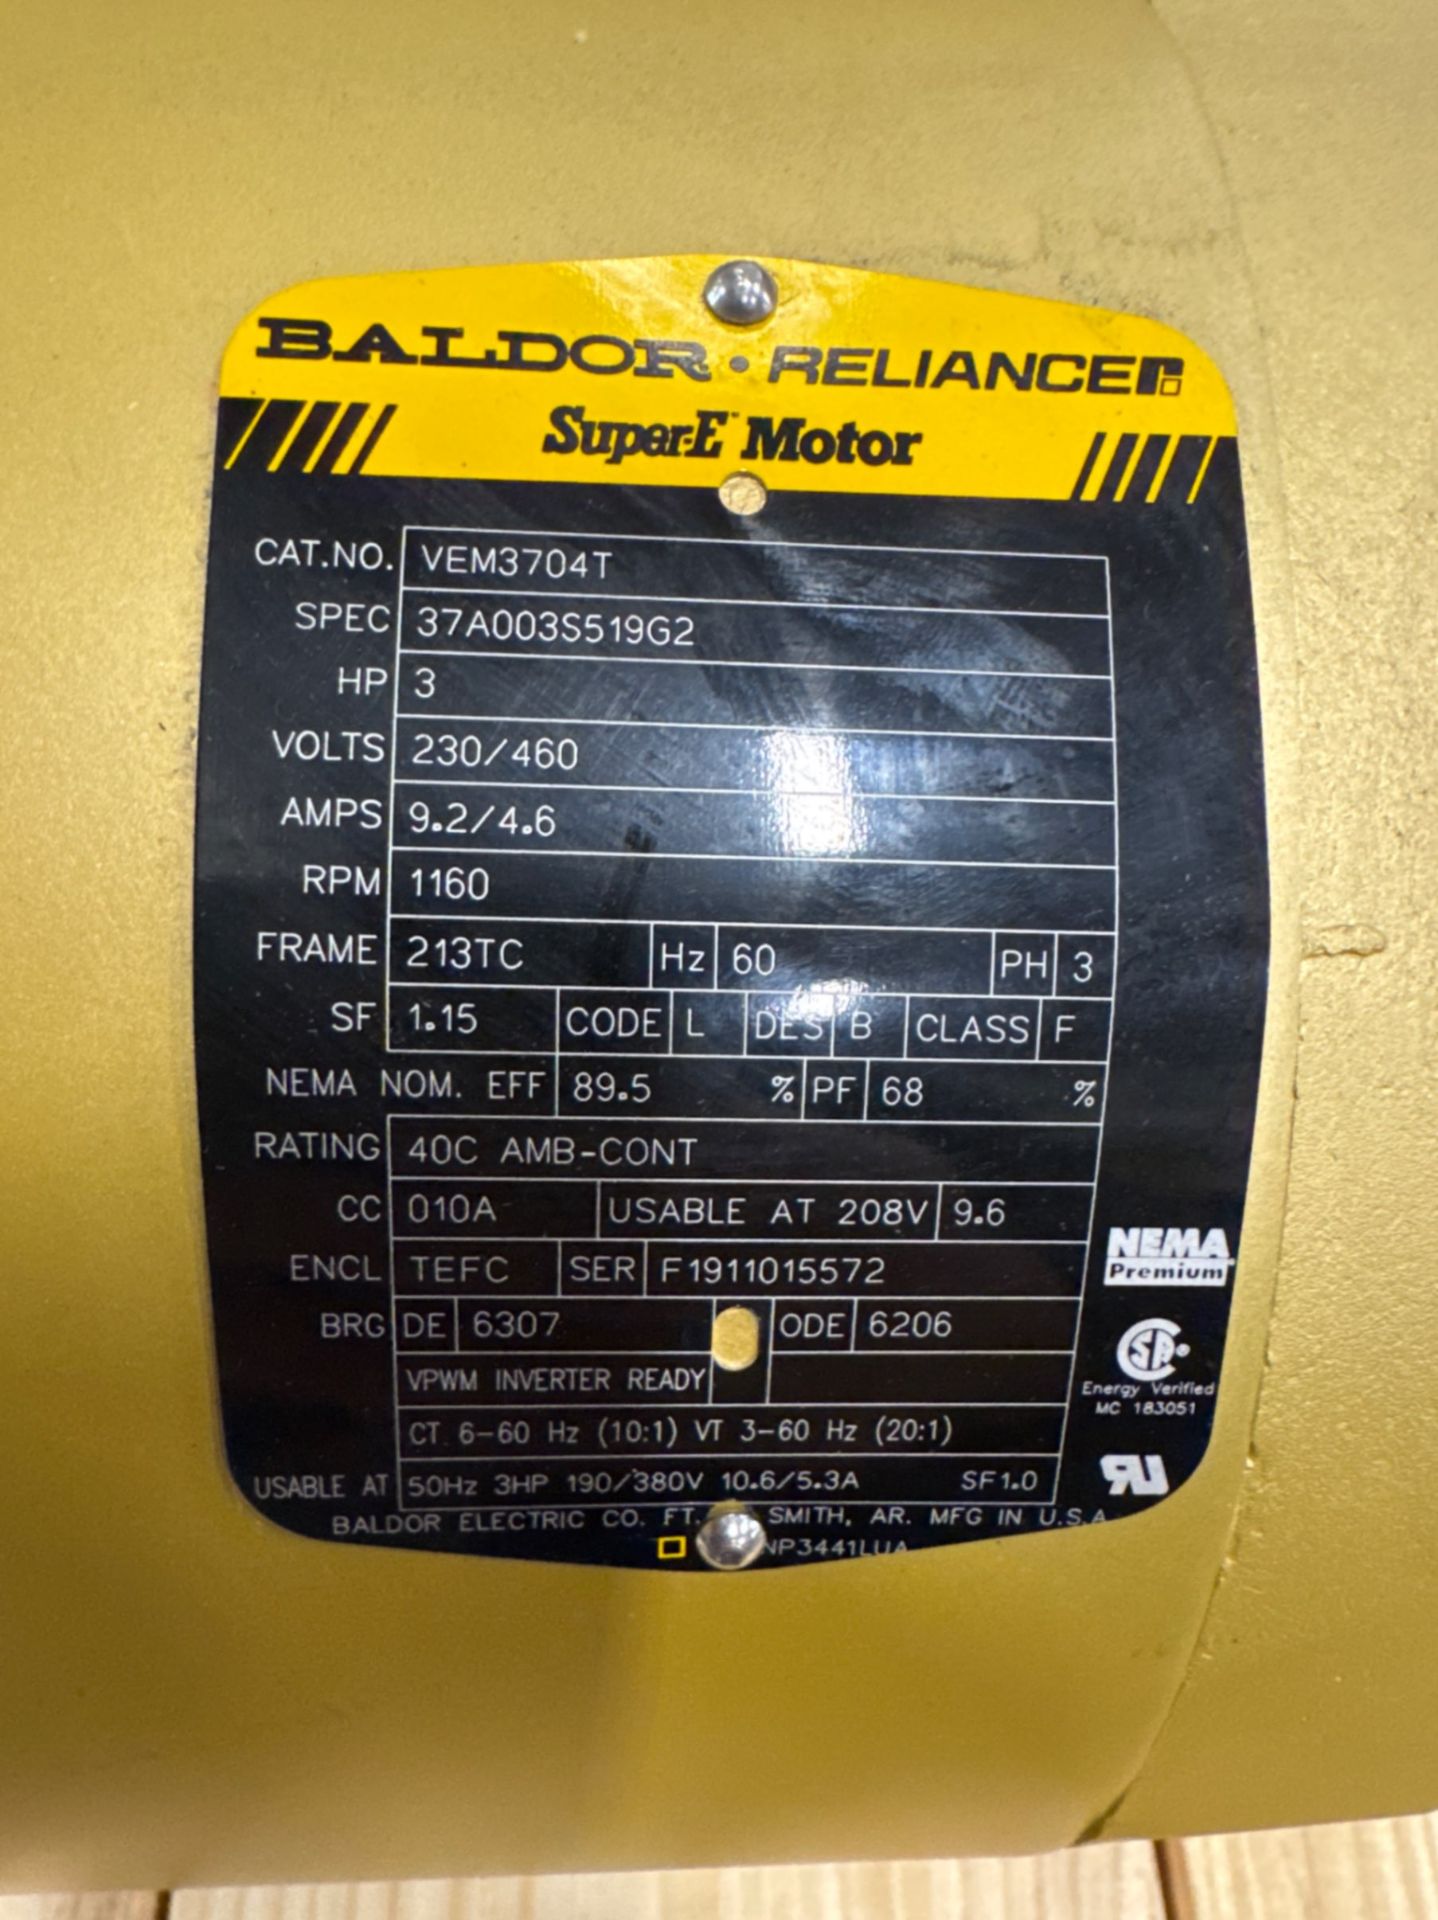 BALDOR • RELIANCE
Super-E™ Motor
CAT.NO. VEM3704T
SPEC 37A003S519G2
HP 3
VOLTS 230/460
AMPS 9.2/4.6
RPM 1160
FRAME 213TC Hz 60 PH 3
SF 1.15 CODE L DES B CLASS F
NEMA NOM. EFF 89.5 % PF 68 %
RATING 40C AMB-CONT
CC 010A USABLE AT 208V 9.6
ENCL TEFC SER F1911015572
BRG DE 6307 ODE 6206
VPWM INVERTER READY
CT 6-60 Hz (10:1) VT 3-60 Hz (20:1)
USABLE AT 50Hz 3HP 190/380V 10.6/5.3A SF1.0
BALDOR ELECTRIC CO. FT. SMITH, AR. MFG IN U.S.A.
NP3441LUA
NEMA
Premium
SA®
Energy Verified
MC 183051
RU